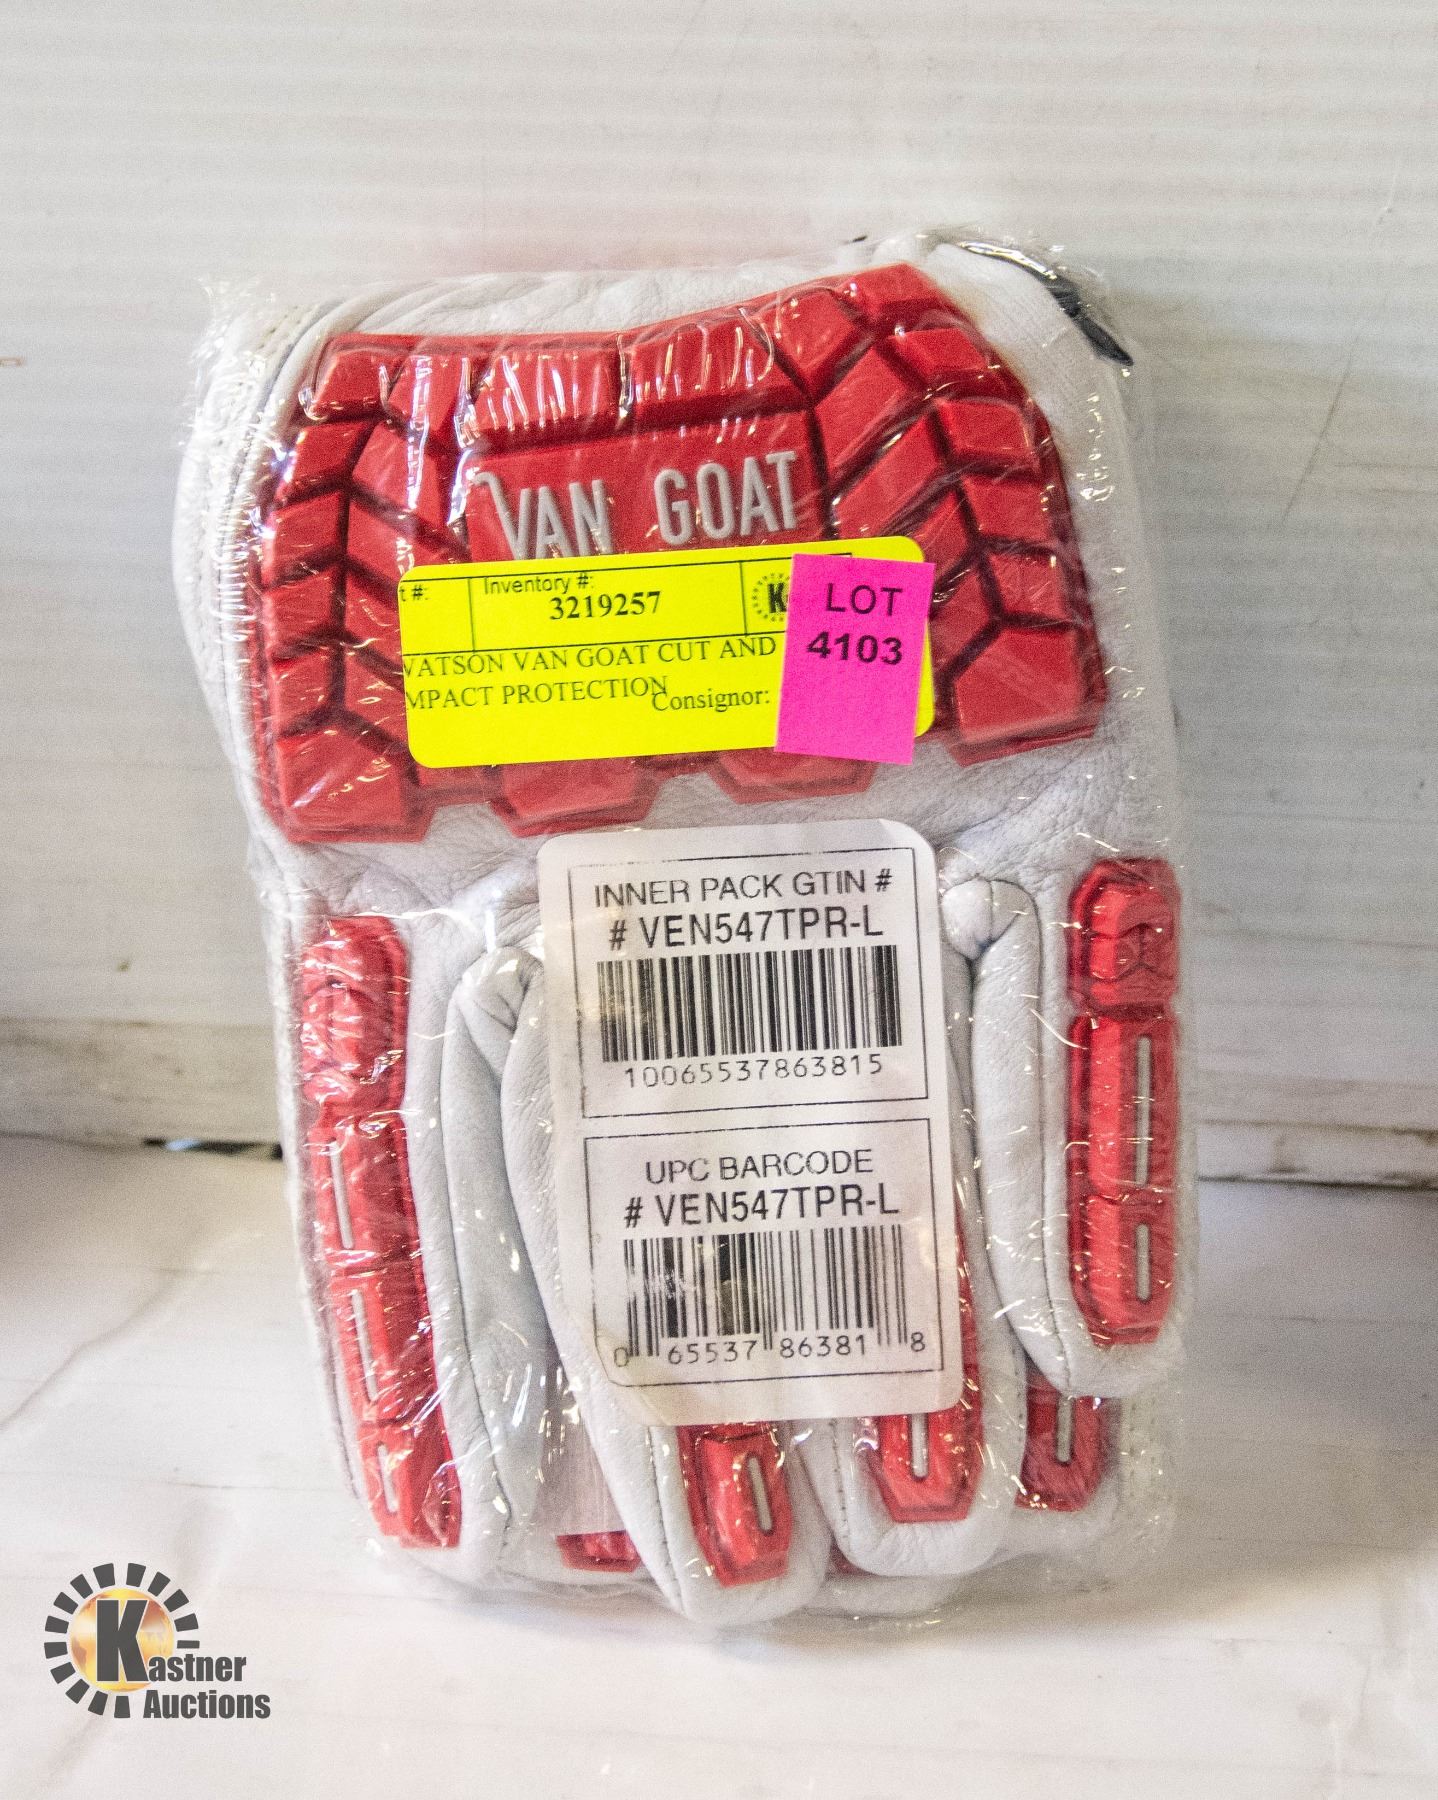 VAN GOAT
t #:
Inventory #:
3219257
K
LOT
4103
WATSON VAN GOAT CUT AND
MPACT PROTECTION
Consignor:
INNER PACK GTIN #
# VEN547TPR-L
10065537863815
UPC BARCODE
# VEN547TPR-L
0 65537 86381 8
Kastner
Auctions